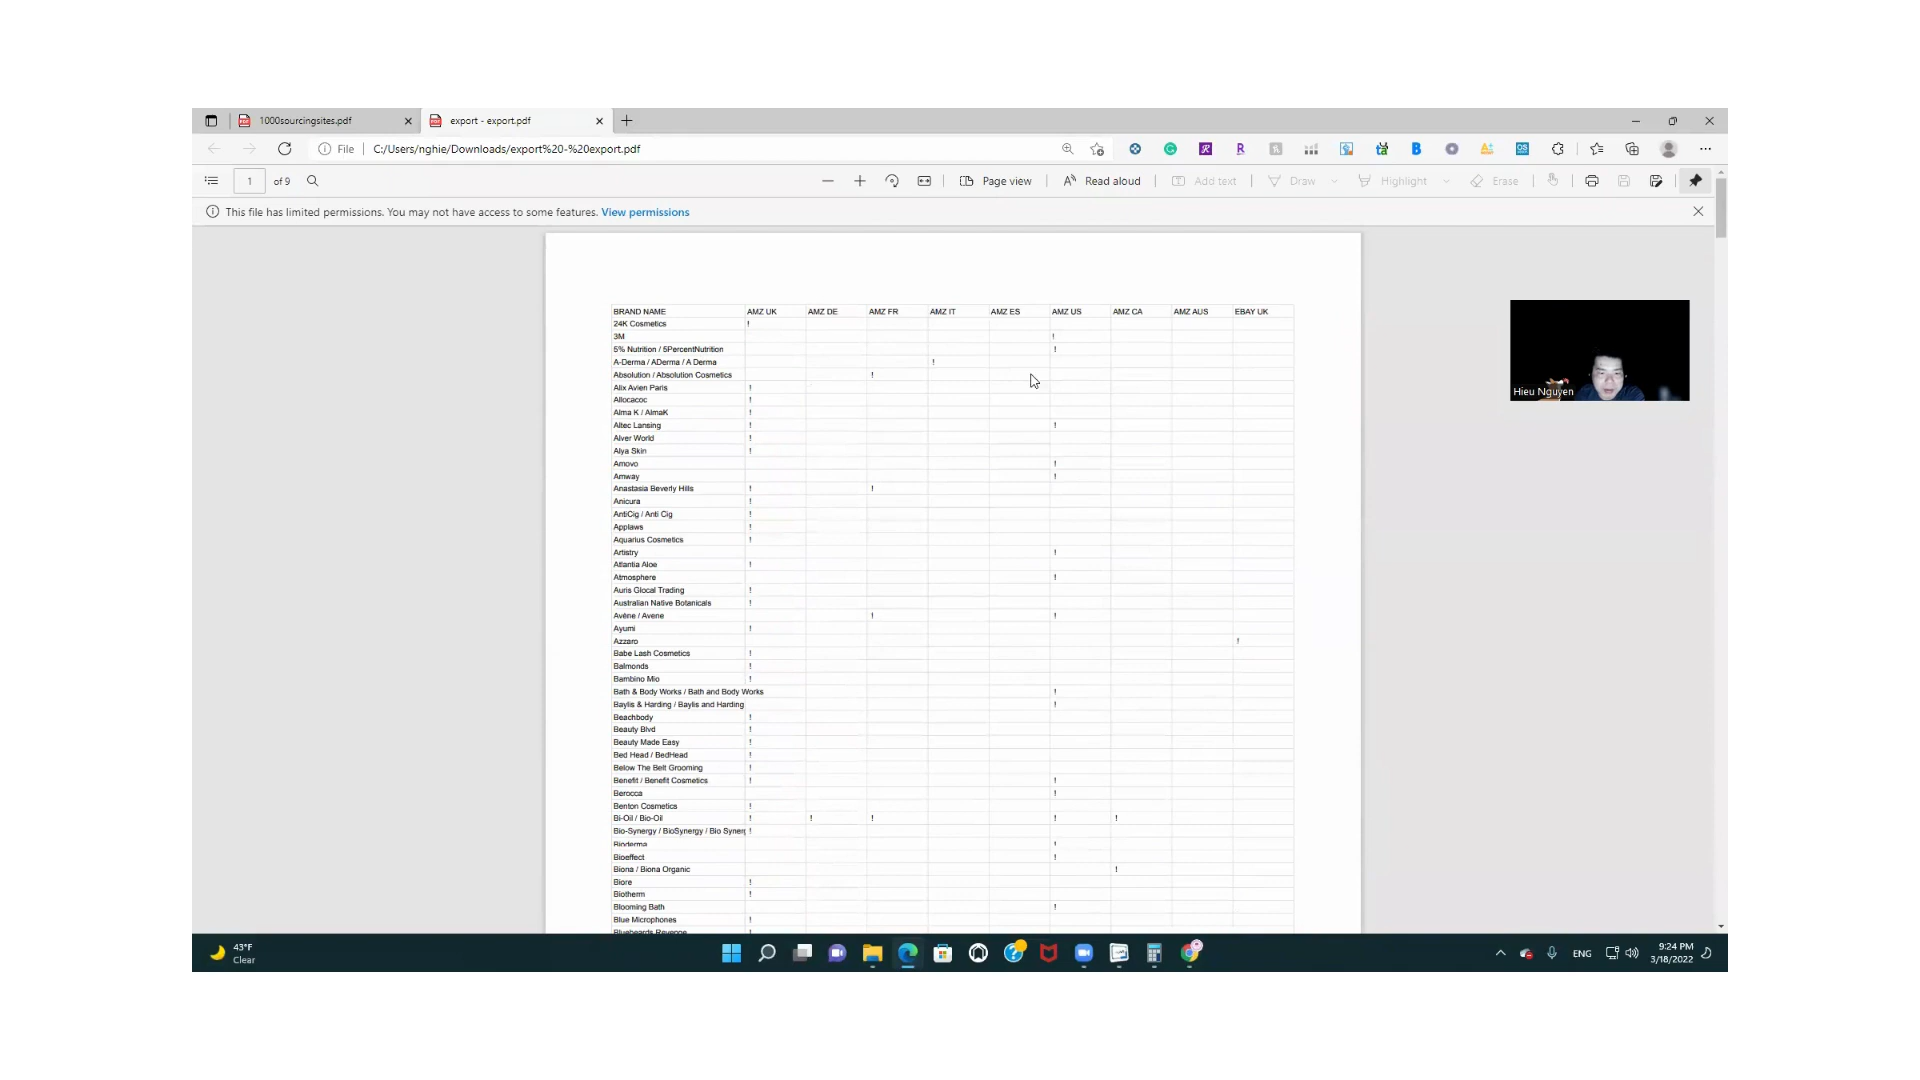 1000sourcingsites.pdf
export - export.pdf
File C:/Users/nghie/Downloads/export%20-%20export.pdf
1 of 9 Page view Read aloud Add text Draw Highlight Erase
This file has limited permissions. You may not have access to some features. View permissions
BRAND NAME AMZ UK AMZ DE AMZ FR AMZ IT AMZ ES AMZ US AMZ CA AMZ AUS EBAY UK
24K Cosmetics !
3M !
5% Nutrition / 5PercentNutrition !
A-Derma / ADerma / A Derma !
Absolution / Absolution Cosmetics !
Alix Avien Paris !
Allocacoc !
Alma K / AlmaK !
Altec Lansing ! !
Alver World !
Alya Skin !
Amovo !
Amway !
Anastasia Beverly Hills ! !
Anicura !
AntiCig / Anti Cig !
Applaws !
Aquarius Cosmetics !
Artistry !
Atlantia Aloe !
Atmosphere !
Auris Glocal Trading !
Australian Native Botanicals !
Avène / Avene ! !
Ayumi !
Azzaro !
Babe Lash Cosmetics !
Balmonds !
Bambino Mio !
Bath & Body Works / Bath and Body Works !
Baylis & Harding / Baylis and Harding !
Beachbody !
Beauty Blvd !
Beauty Made Easy !
Bed Head / BedHead !
Below The Belt Grooming !
Benefit / Benefit Cosmetics ! !
Berocca !
Benton Cosmetics !
Bi-Oil / Bio-Oil ! ! ! ! !
Bio-Synergy / BioSynergy / Bio Synerg !
Bioderma !
Bioeffect !
Biona / Biona Organic !
Biore !
Biotherm !
Blooming Bath !
Blue Microphones !
Bluebeards Revenge !
Hieu Nguyen
43°F
Clear
ENG
9:24 PM
3/18/2022